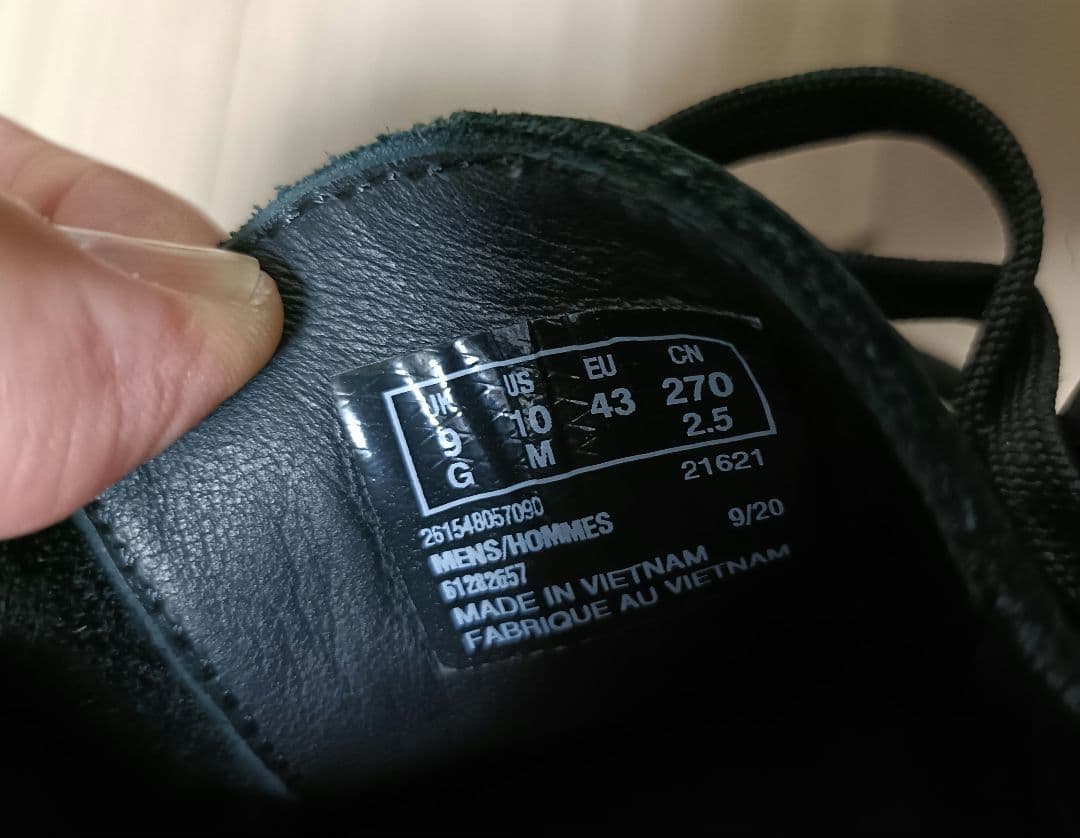 UK US EU CN
9 10 43 270
G M 2.5
21621
261548057090
MENS/HOMMES 9/20
61282657
MADE IN VIETNAM
FABRIQUE AU VIETNAM